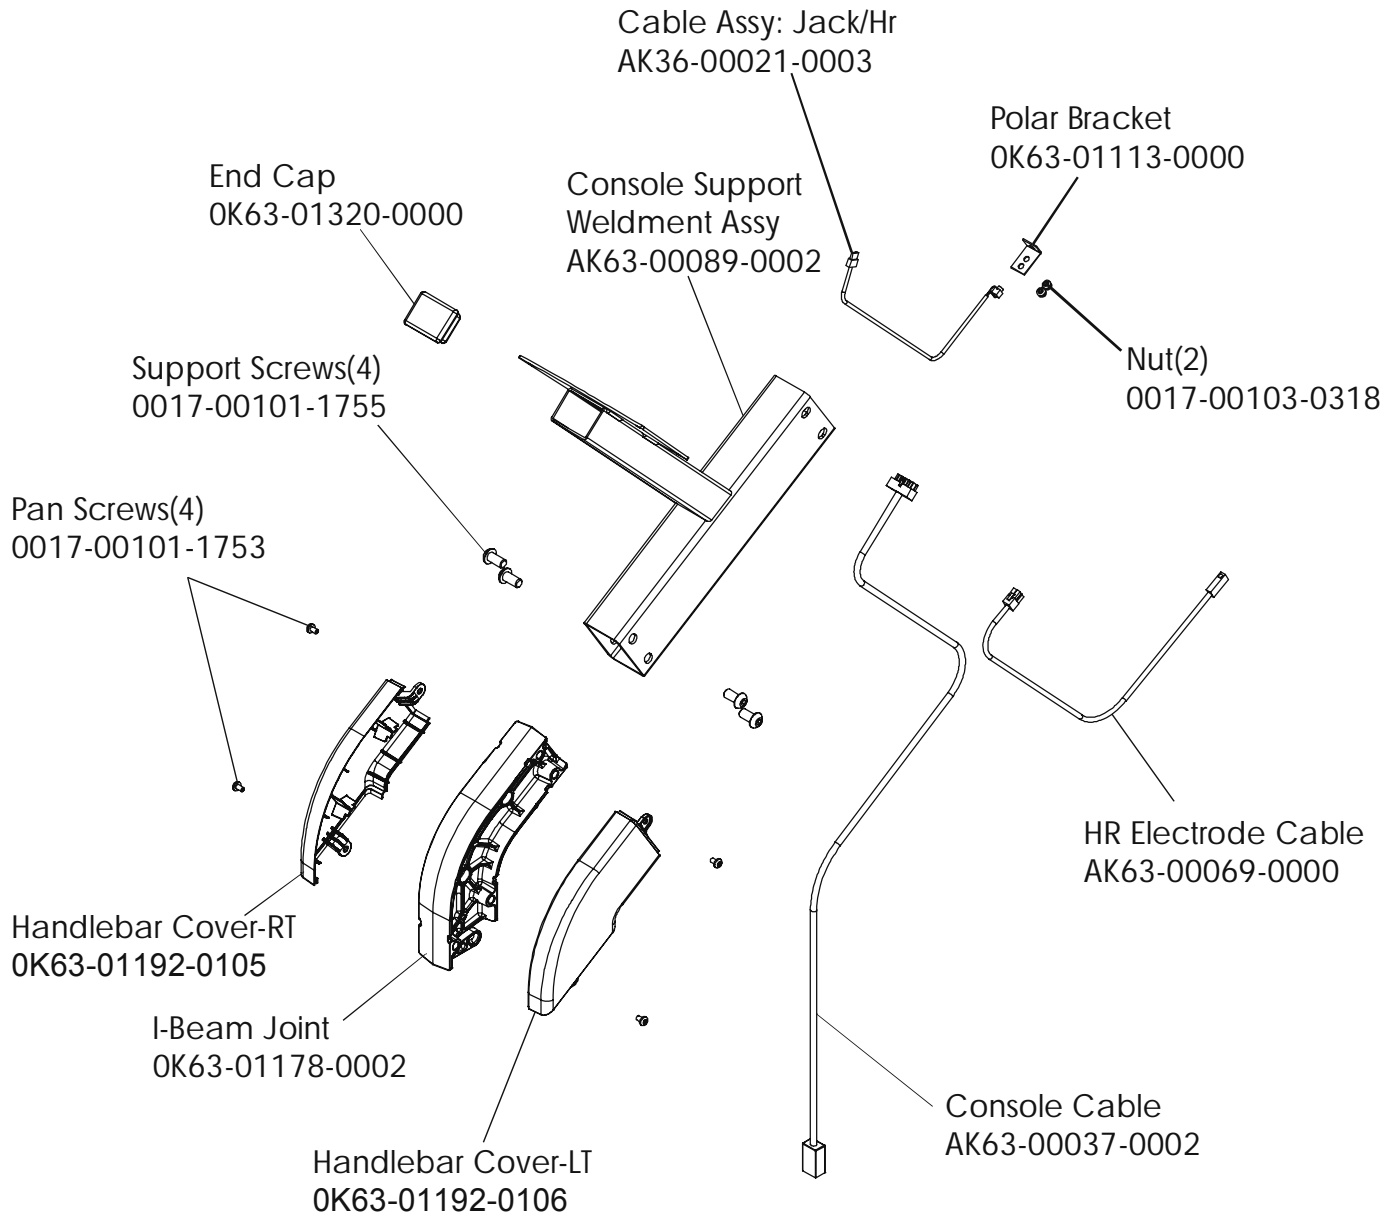 Cable Assy: Jack/Hr
AK36-00021-0003
Polar Bracket
0K63-01113-0000
End Cap
0K63-01320-0000
Console Support
Weldment Assy
AK63-00089-0002
Support Screws(4)
0017-00101-1755
Nut(2)
0017-00103-0318
Pan Screws(4)
0017-00101-1753
HR Electrode Cable
AK63-00069-0000
Handlebar Cover-RT
0K63-01192-0105
I-Beam Joint
0K63-01178-0002
Console Cable
AK63-00037-0002
Handlebar Cover-LT
0K63-01192-0106